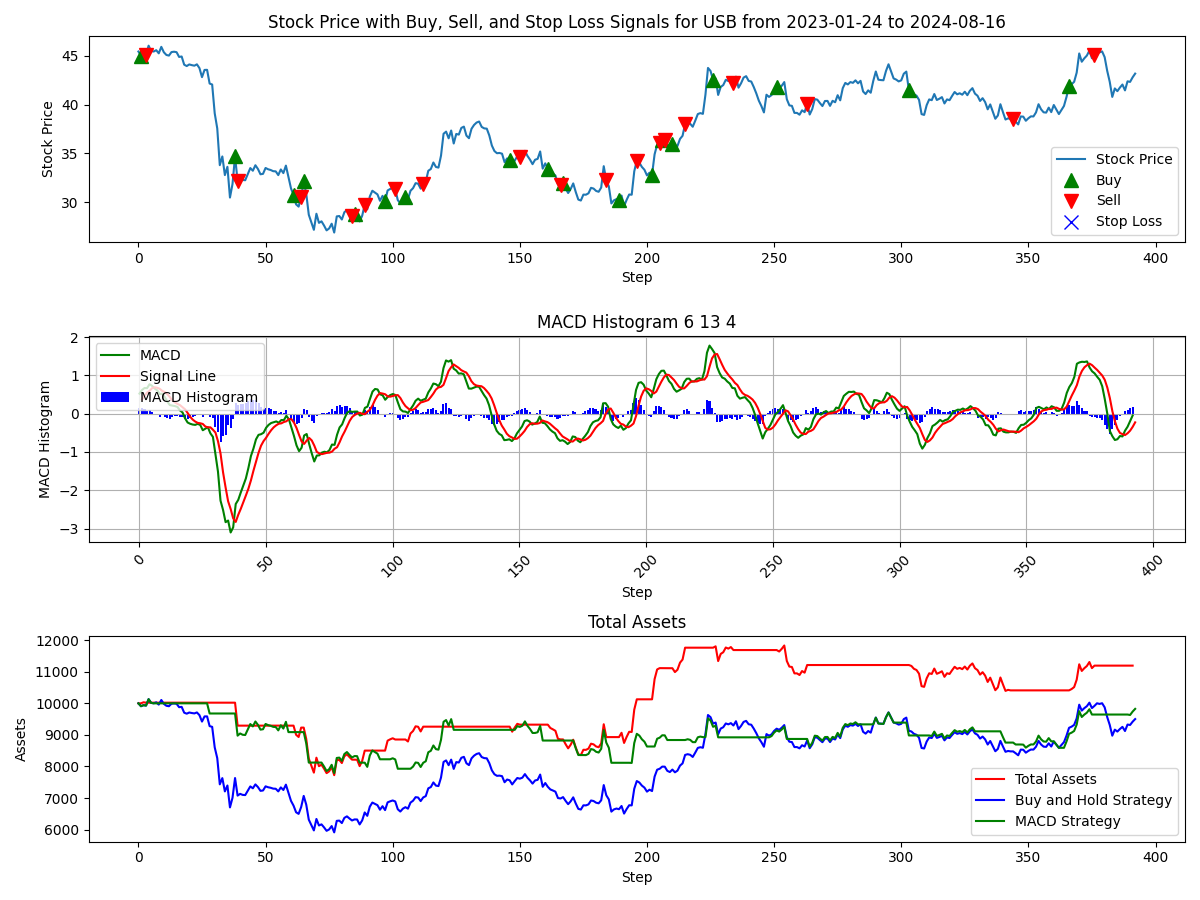 Stock Price with Buy, Sell, and Stop Loss Signals for USB from 2023-01-24 to 2024-08-16
Stock Price
45
40
35
30
Stock Price
Buy
Sell
Stop Loss
0 50 100 150 200 250 300 350 400
Step
MACD Histogram 6 13 4
MACD Histogram
2
1
0
−1
−2
−3
MACD
Signal Line
MACD Histogram
0 50 100 150 200 250 300 350 400
Step
Total Assets
Assets
12000
11000
10000
9000
8000
7000
6000
Total Assets
Buy and Hold Strategy
MACD Strategy
0 50 100 150 200 250 300 350 400
Step